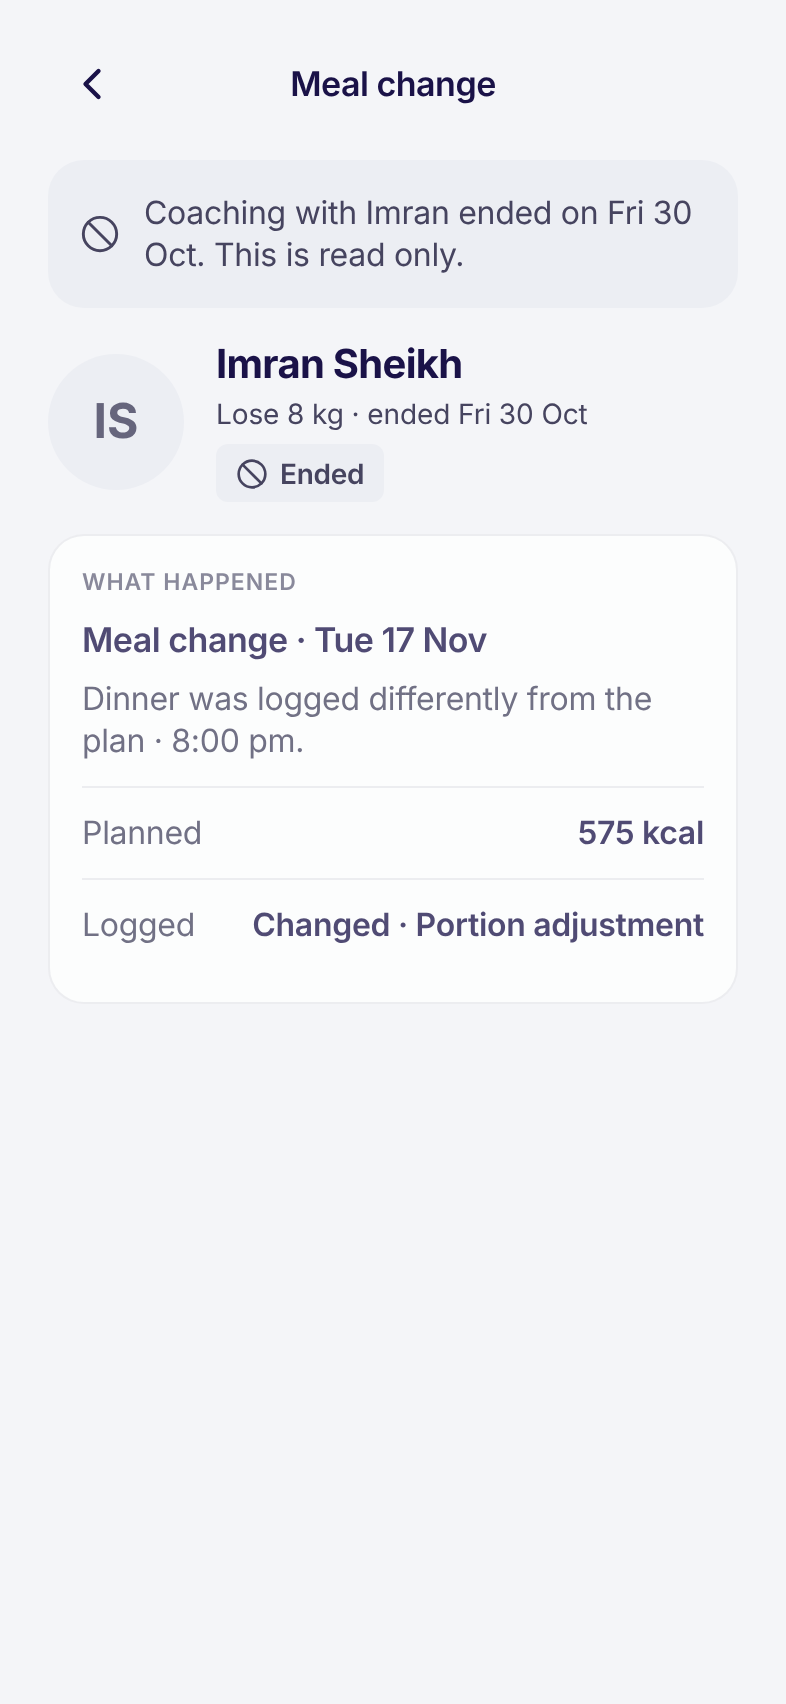 Meal change
Coaching with Imran ended on Fri 30
Oct. This is read only.
IS
Imran Sheikh
Lose 8 kg · ended Fri 30 Oct
Ended
WHAT HAPPENED
Meal change · Tue 17 Nov
Dinner was logged differently from the
plan · 8:00 pm.
Planned 575 kcal
Logged Changed · Portion adjustment